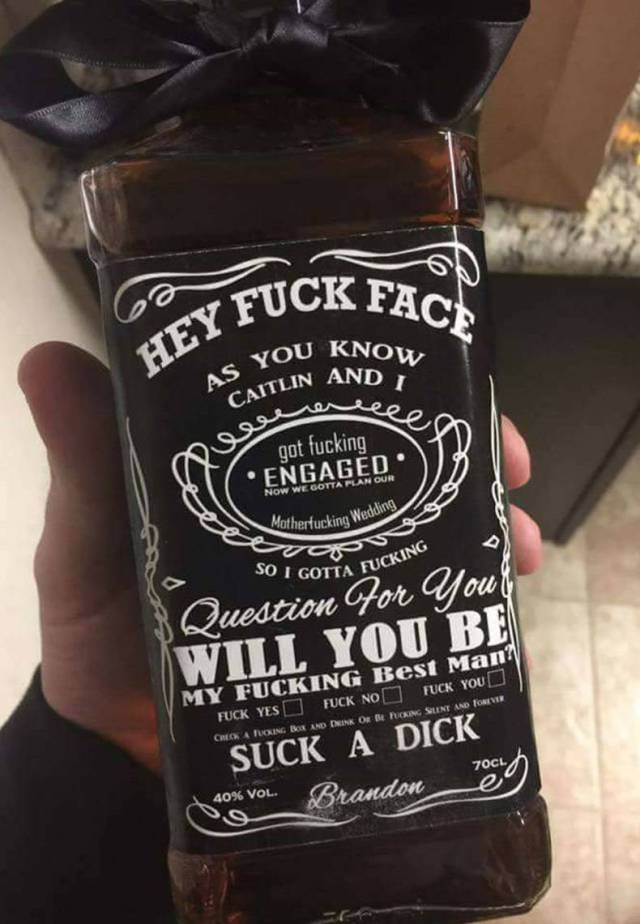 HEY FUCK FACE
AS YOU KNOW
CAITLIN AND I
got fucking
• ENGAGED •
NOW WE GOTTA PLAN OUR
Motherfucking Wedding
SO I GOTTA FUCKING
Question For You
WILL YOU BE
MY FUCKING Best Man?
FUCK YES □ FUCK NO □ FUCK YOU □
CHECK A FUCKING BOX AND DRINK OR BE FUCKING SILENT AND FOREVER
SUCK A DICK
40% VOL. Brandon 70CL